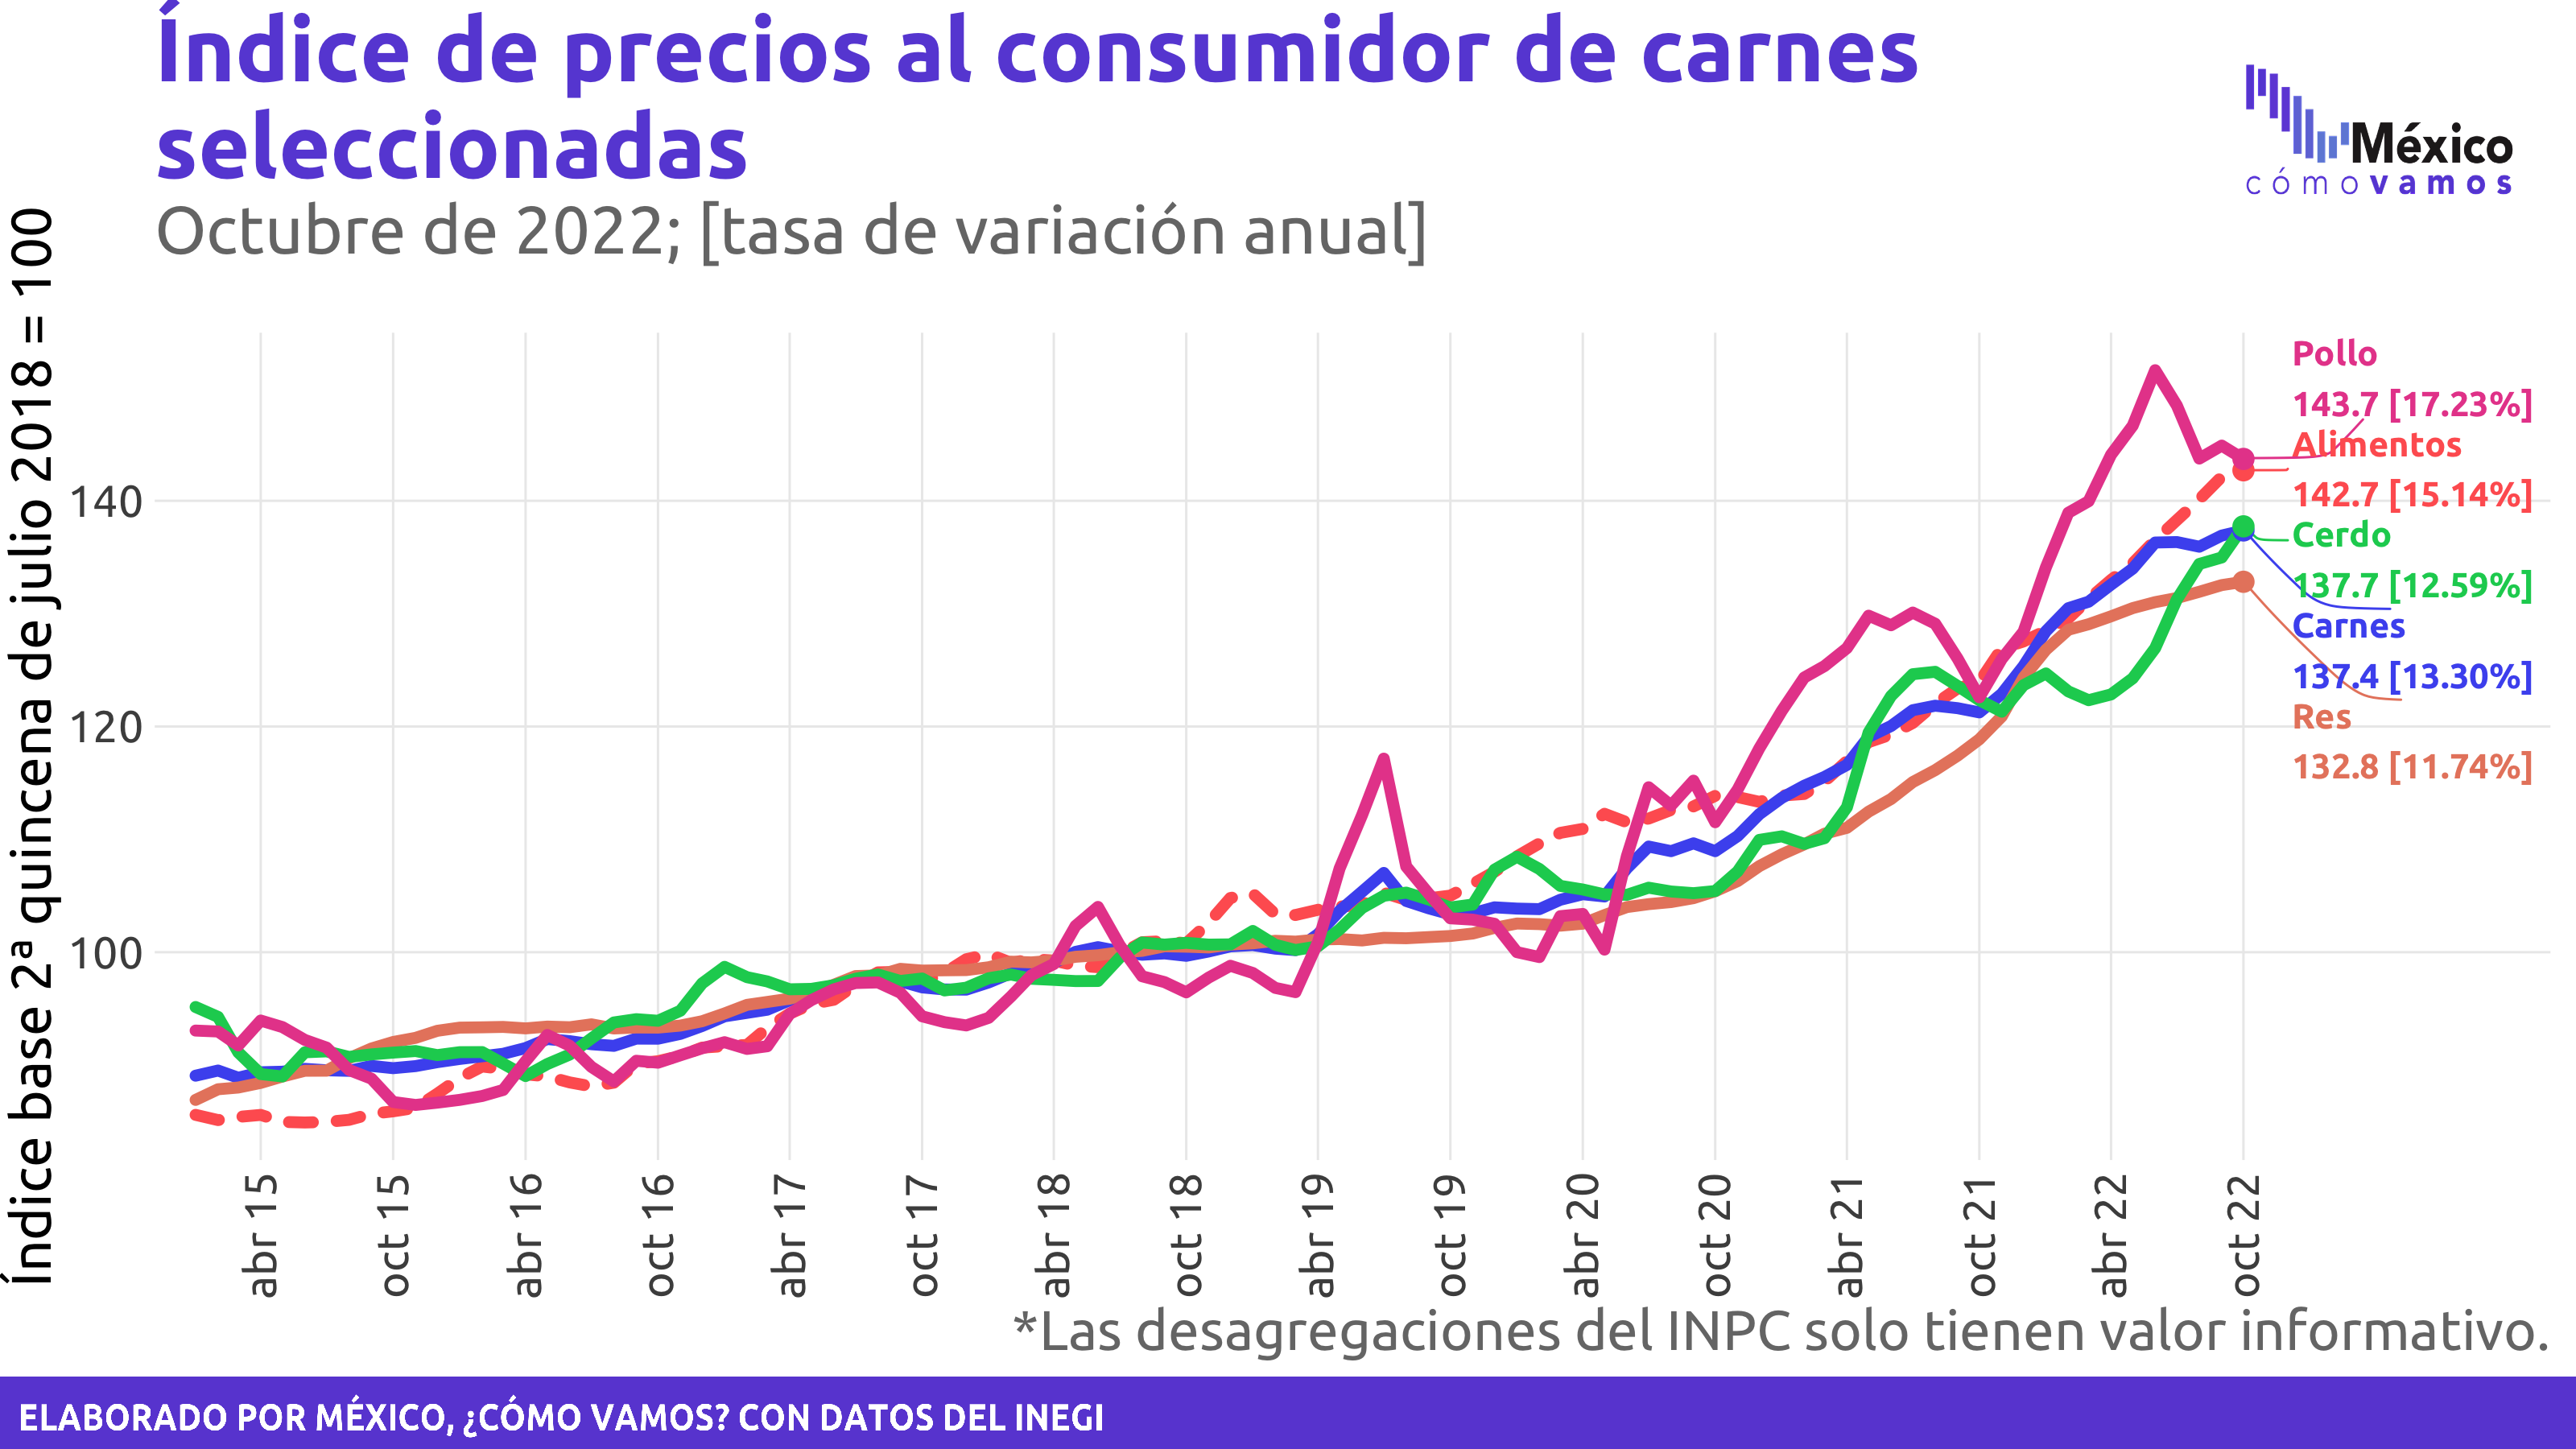 Índice de precios al consumidor de carnes
seleccionadas
Octubre de 2022; [tasa de variación anual]
México
cómovamos
Índice base 2ª quincena de julio 2018 = 100
140
120
100
Pollo
143.7 [17.23%]
Alimentos
142.7 [15.14%]
Cerdo
137.7 [12.59%]
Carnes
137.4 [13.30%]
Res
132.8 [11.74%]
abr 15
oct 15
abr 16
oct 16
abr 17
oct 17
abr 18
oct 18
abr 19
oct 19
abr 20
oct 20
abr 21
oct 21
abr 22
oct 22
*Las desagregaciones del INPC solo tienen valor informativo.
ELABORADO POR MÉXICO, ¿CÓMO VAMOS? CON DATOS DEL INEGI